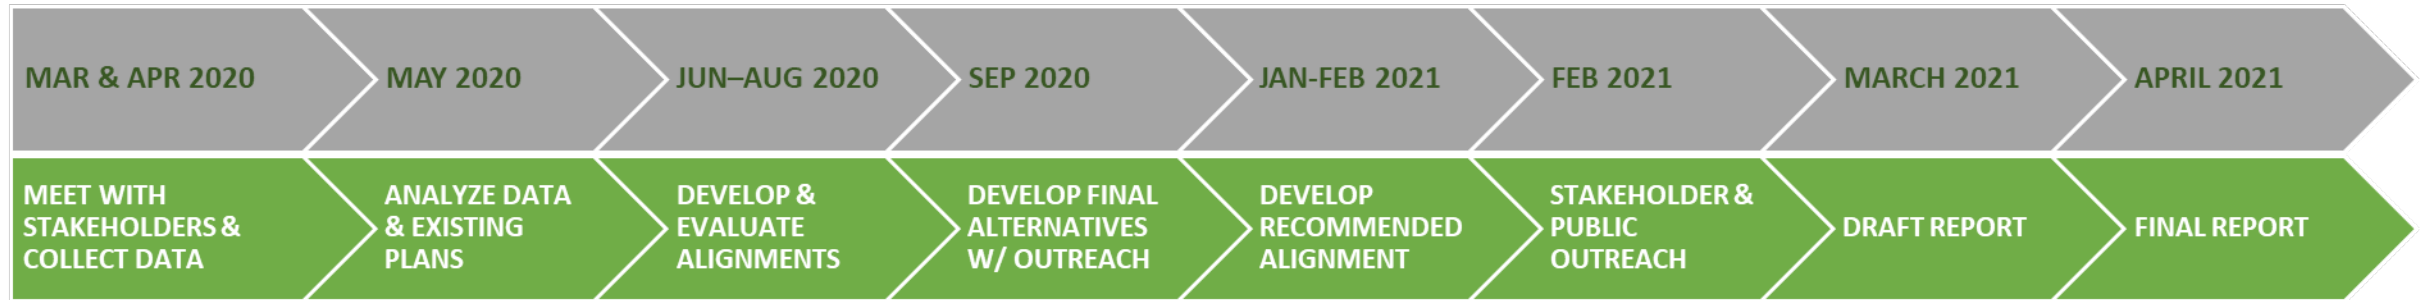 MAR & APR 2020
MAY 2020
JUN–AUG 2020
SEP 2020
JAN-FEB 2021
FEB 2021
MARCH 2021
APRIL 2021
MEET WITH
STAKEHOLDERS &
COLLECT DATA
ANALYZE DATA
& EXISTING
PLANS
DEVELOP &
EVALUATE
ALIGNMENTS
DEVELOP FINAL
ALTERNATIVES
W/ OUTREACH
DEVELOP
RECOMMENDED
ALIGNMENT
STAKEHOLDER &
PUBLIC
OUTREACH
DRAFT REPORT
FINAL REPORT